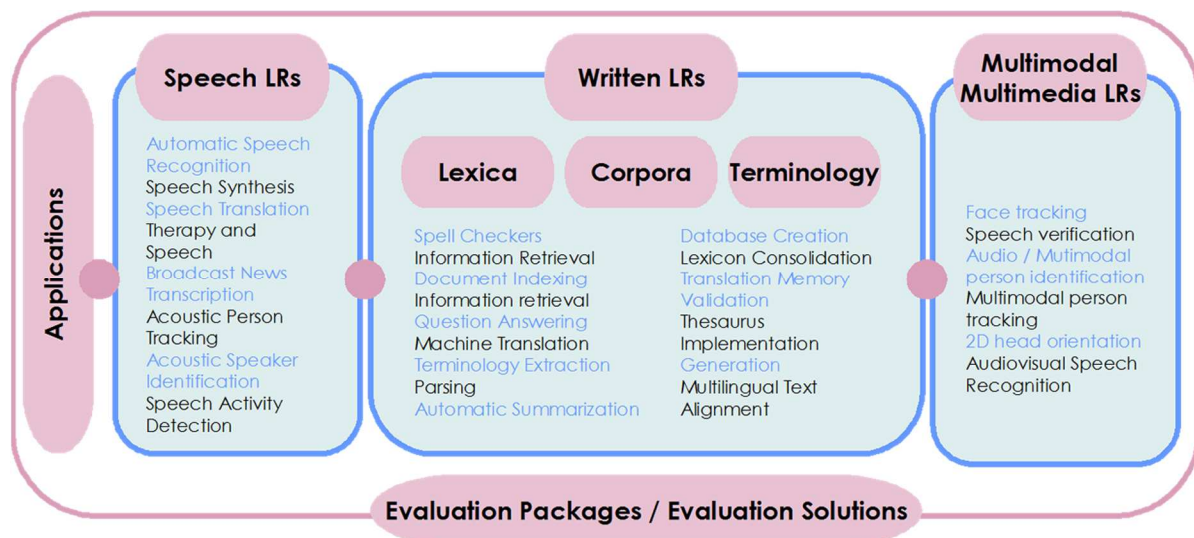 Applications
Speech LRs
Automatic Speech
Recognition
Speech Synthesis
Speech Translation
Therapy and
Speech
Broadcast News
Transcription
Acoustic Person
Tracking
Acoustic Speaker
Identification
Speech Activity
Detection
Written LRs
Lexica
Corpora
Terminology
Spell Checkers
Information Retrieval
Document Indexing
Information retrieval
Question Answering
Machine Translation
Terminology Extraction
Parsing
Automatic Summarization
Database Creation
Lexicon Consolidation
Translation Memory
Validation
Thesaurus
Implementation
Generation
Multilingual Text
Alignment
Multimodal
Multimedia LRs
Face tracking
Speech verification
Audio / Mutimodal
person identification
Multimodal person
tracking
2D head orientation
Audiovisual Speech
Recognition
Evaluation Packages / Evaluation Solutions